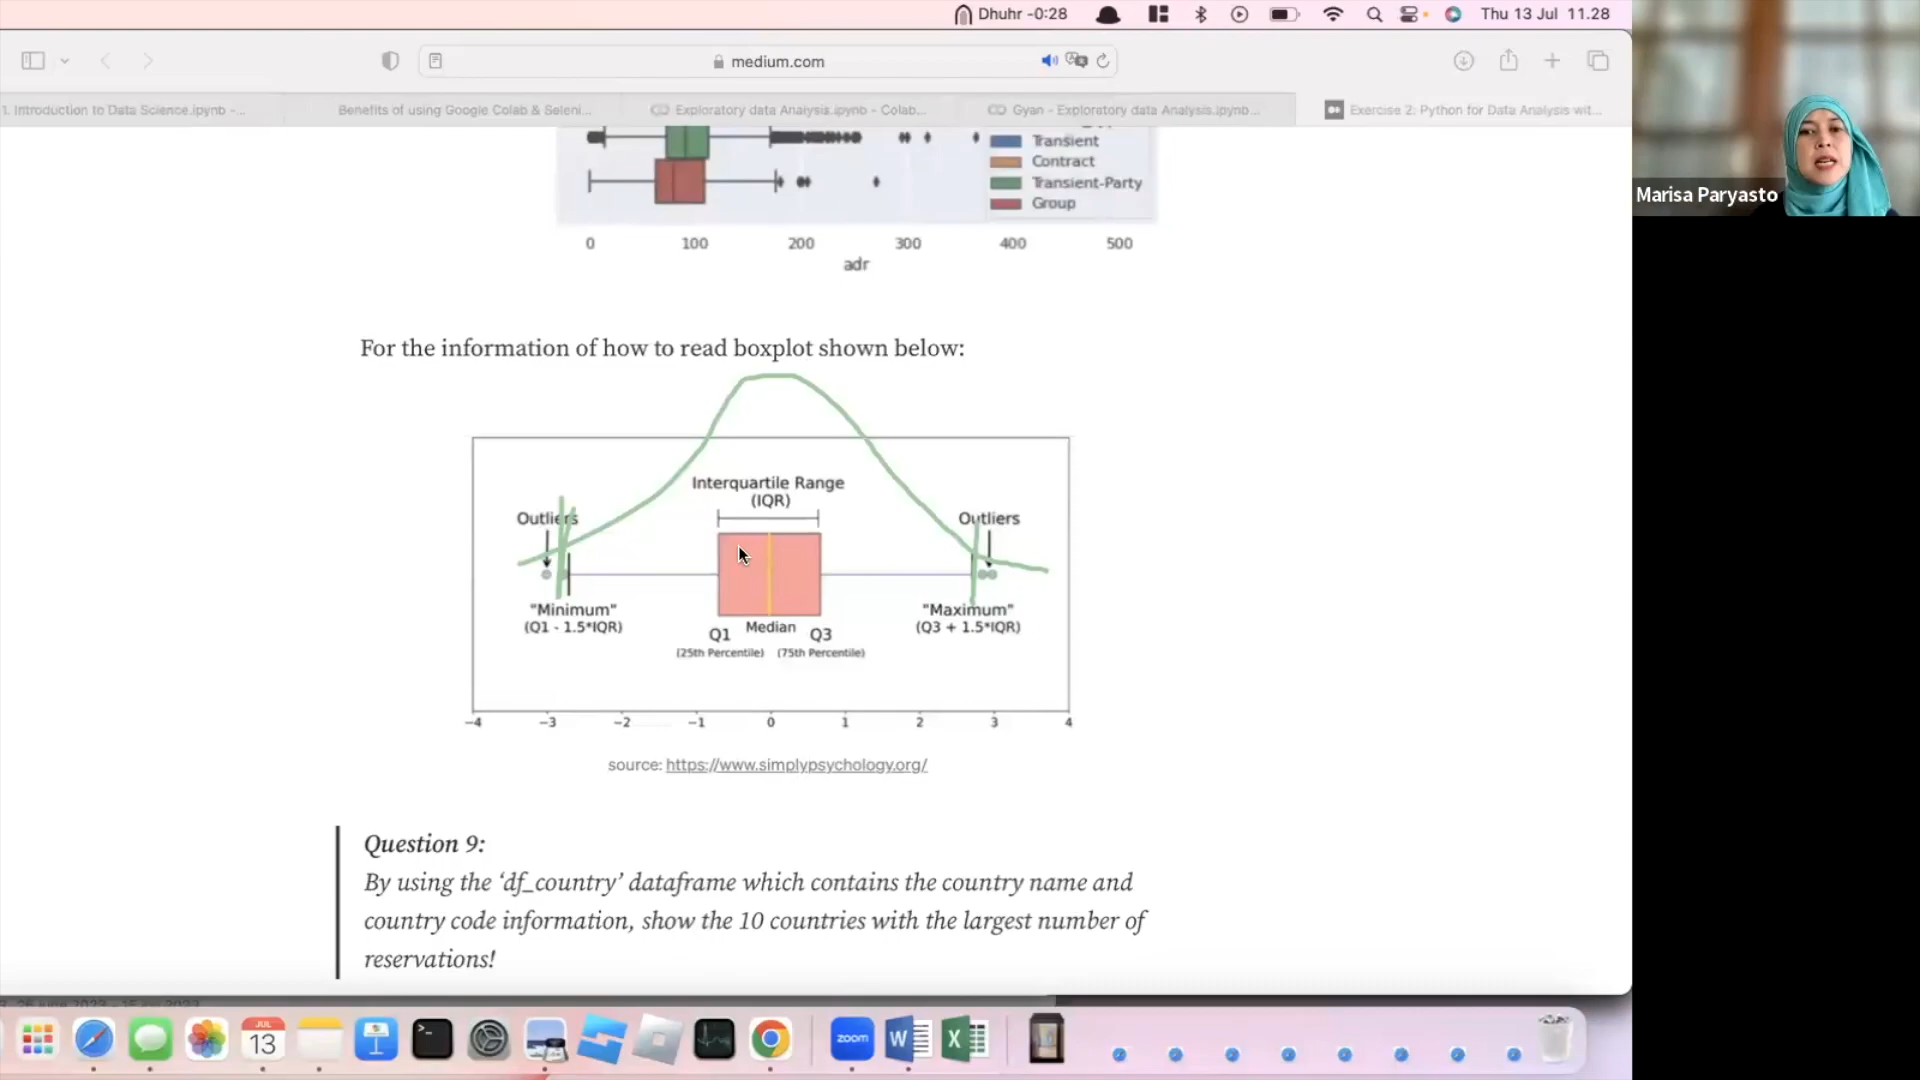 Dhuhr -0:28
Thu 13 Jul 11.28
medium.com
1. Introduction to Data Science.ipynb -...
Benefits of using Google Colab & Seleni...
Exploratory data Analysis.ipynb - Colab...
Gyan - Exploratory data Analysis.ipynb...
Exercise 2: Python for Data Analysis wit...
Marisa Paryasto
Transient
Contract
Transient-Party
Group
0 100 200 300 400 500
adr
For the information of how to read boxplot shown below:
Interquartile Range
(IQR)
Outliers
Outliers
"Minimum"
(Q1 - 1.5*IQR)
"Maximum"
(Q3 + 1.5*IQR)
Q1 Median Q3
(25th Percentile) (75th Percentile)
−4 −3 −2 −1 0 1 2 3 4
source: https://www.simplypsychology.org/
Question 9:
By using the ‘df_country’ dataframe which contains the country name and
country code information, show the 10 countries with the largest number of
reservations!
JUL
13
zoom
W
X